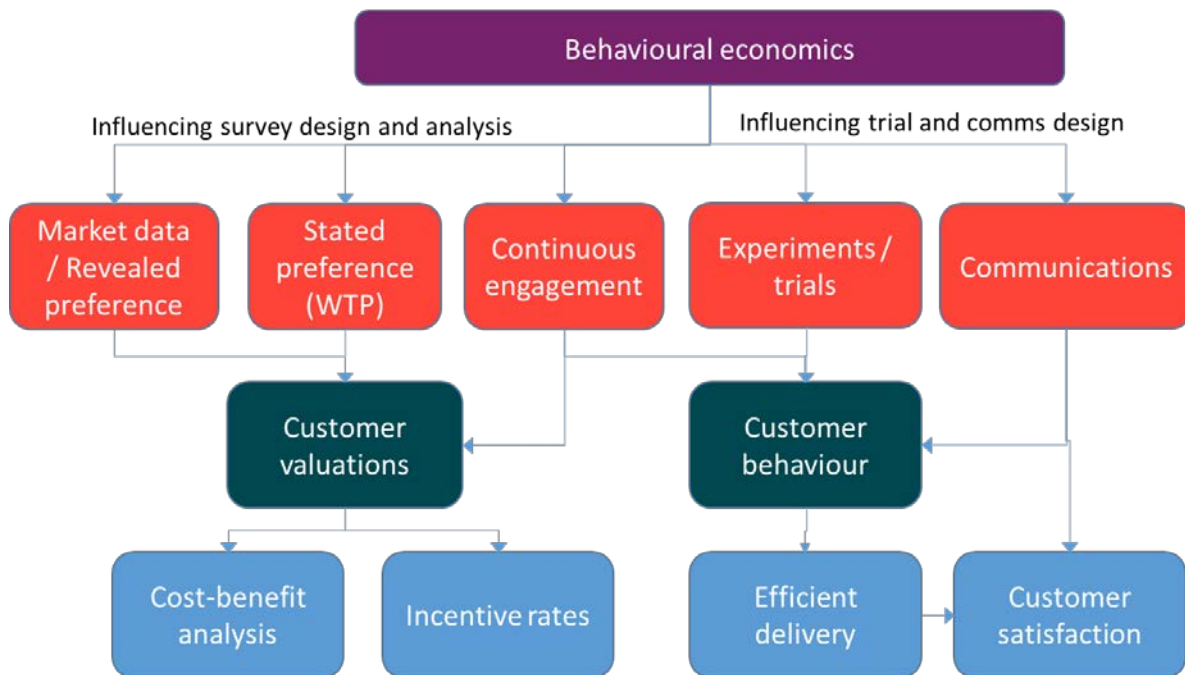 Behavioural economics
Influencing survey design and analysis
Influencing trial and comms design
Market data
/ Revealed
preference
Stated
preference
(WTP)
Continuous
engagement
Experiments /
trials
Communications
Customer
valuations
Customer
behaviour
Cost-benefit
analysis
Incentive rates
Efficient
delivery
Customer
satisfaction